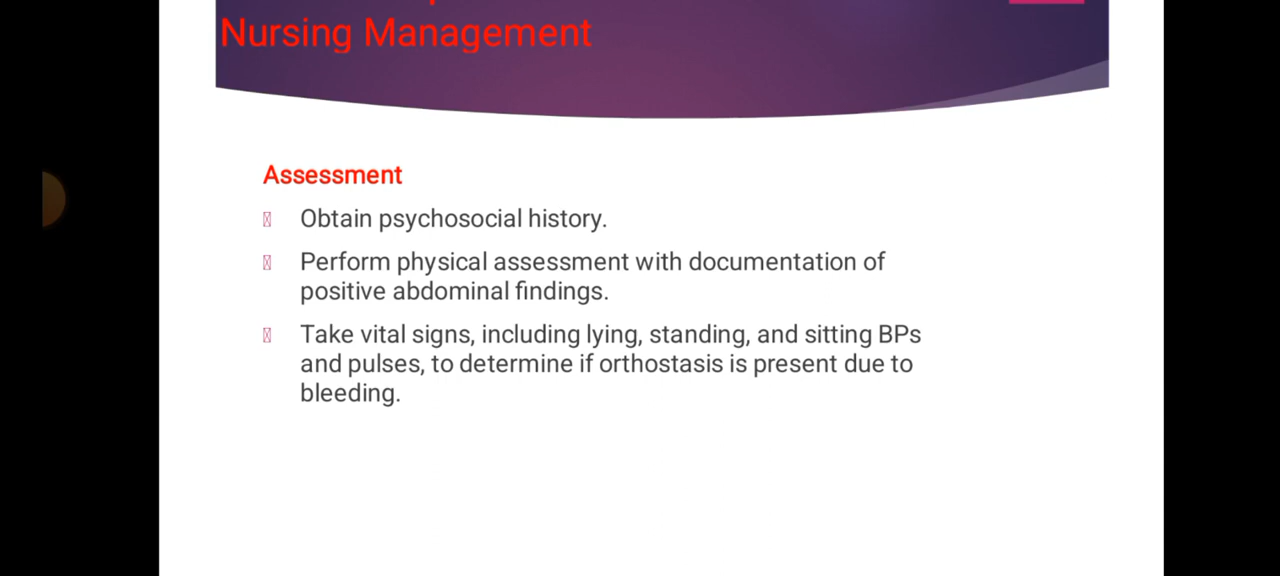 Nursing Management
Assessment
Obtain psychosocial history.
Perform physical assessment with documentation of
positive abdominal findings.
Take vital signs, including lying, standing, and sitting BPs
and pulses, to determine if orthostasis is present due to
bleeding.